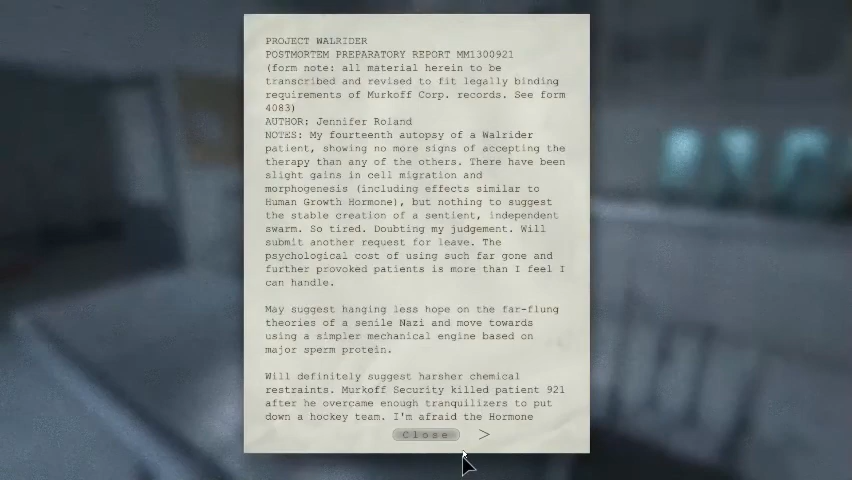 PROJECT WALRIDER
POSTMORTEM PREPARATORY REPORT MM1300921
(form note: all material herein to be
transcribed and revised to fit legally binding
requirements of Murkoff Corp. records. See form
4083)
AUTHOR: Jennifer Roland
NOTES: My fourteenth autopsy of a Walrider
patient, showing no more signs of accepting the
therapy than any of the others. There have been
slight gains in cell migration and
morphogenesis (including effects similar to
Human Growth Hormone), but nothing to suggest
the stable creation of a sentient, independent
swarm. So tired. Doubting my judgement. Will
submit another request for leave. The
psychological cost of using such far gone and
further provoked patients is more than I feel I
can handle.
May suggest hanging less hope on the far-flung
theories of a senile Nazi and move towards
using a simpler mechanical engine based on
major sperm protein.
Will definitely suggest harsher chemical
restraints. Murkoff Security killed patient 921
after he overcame enough tranquilizers to put
down a hockey team. I'm afraid the Hormone
Close >